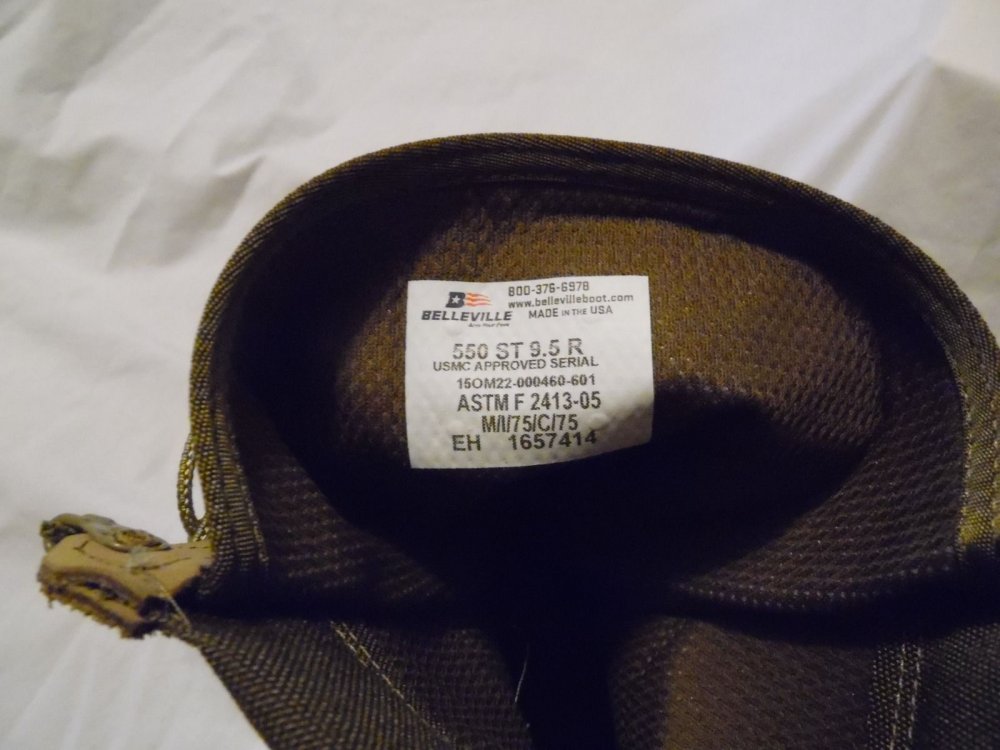 800-376-6978
www.bellevilleboot.com
BELLEVILLE
MADE IN THE USA
550 ST 9.5 R
USMC APPROVED SERIAL
15OM22-000460-601
ASTM F 2413-05
M/I/75/C/75
EH 1657414